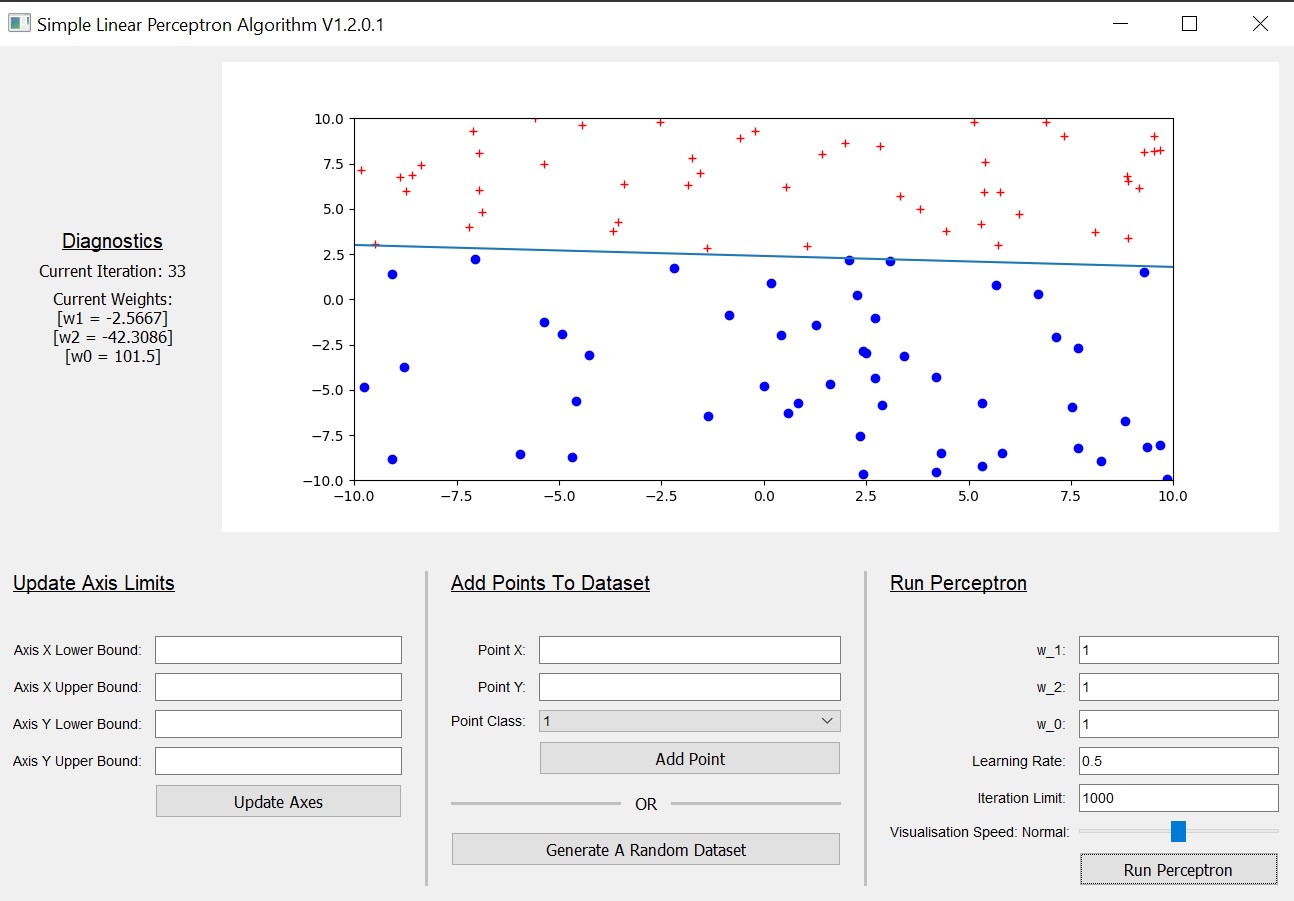 Simple Linear Perceptron Algorithm V1.2.0.1
Diagnostics
Current Iteration: 33
Current Weights:
[w1 = -2.5667]
[w2 = -42.3086]
[w0 = 101.5]
10.0
7.5
5.0
2.5
0.0
−2.5
−5.0
−7.5
−10.0
−10.0 −7.5 −5.0 −2.5 0.0 2.5 5.0 7.5 10.0
Update Axis Limits
Axis X Lower Bound:
Axis X Upper Bound:
Axis Y Lower Bound:
Axis Y Upper Bound:
Update Axes
Add Points To Dataset
Point X:
Point Y:
Point Class: 1
Add Point
OR
Generate A Random Dataset
Run Perceptron
w_1: 1
w_2: 1
w_0: 1
Learning Rate: 0.5
Iteration Limit: 1000
Visualisation Speed: Normal:
Run Perceptron